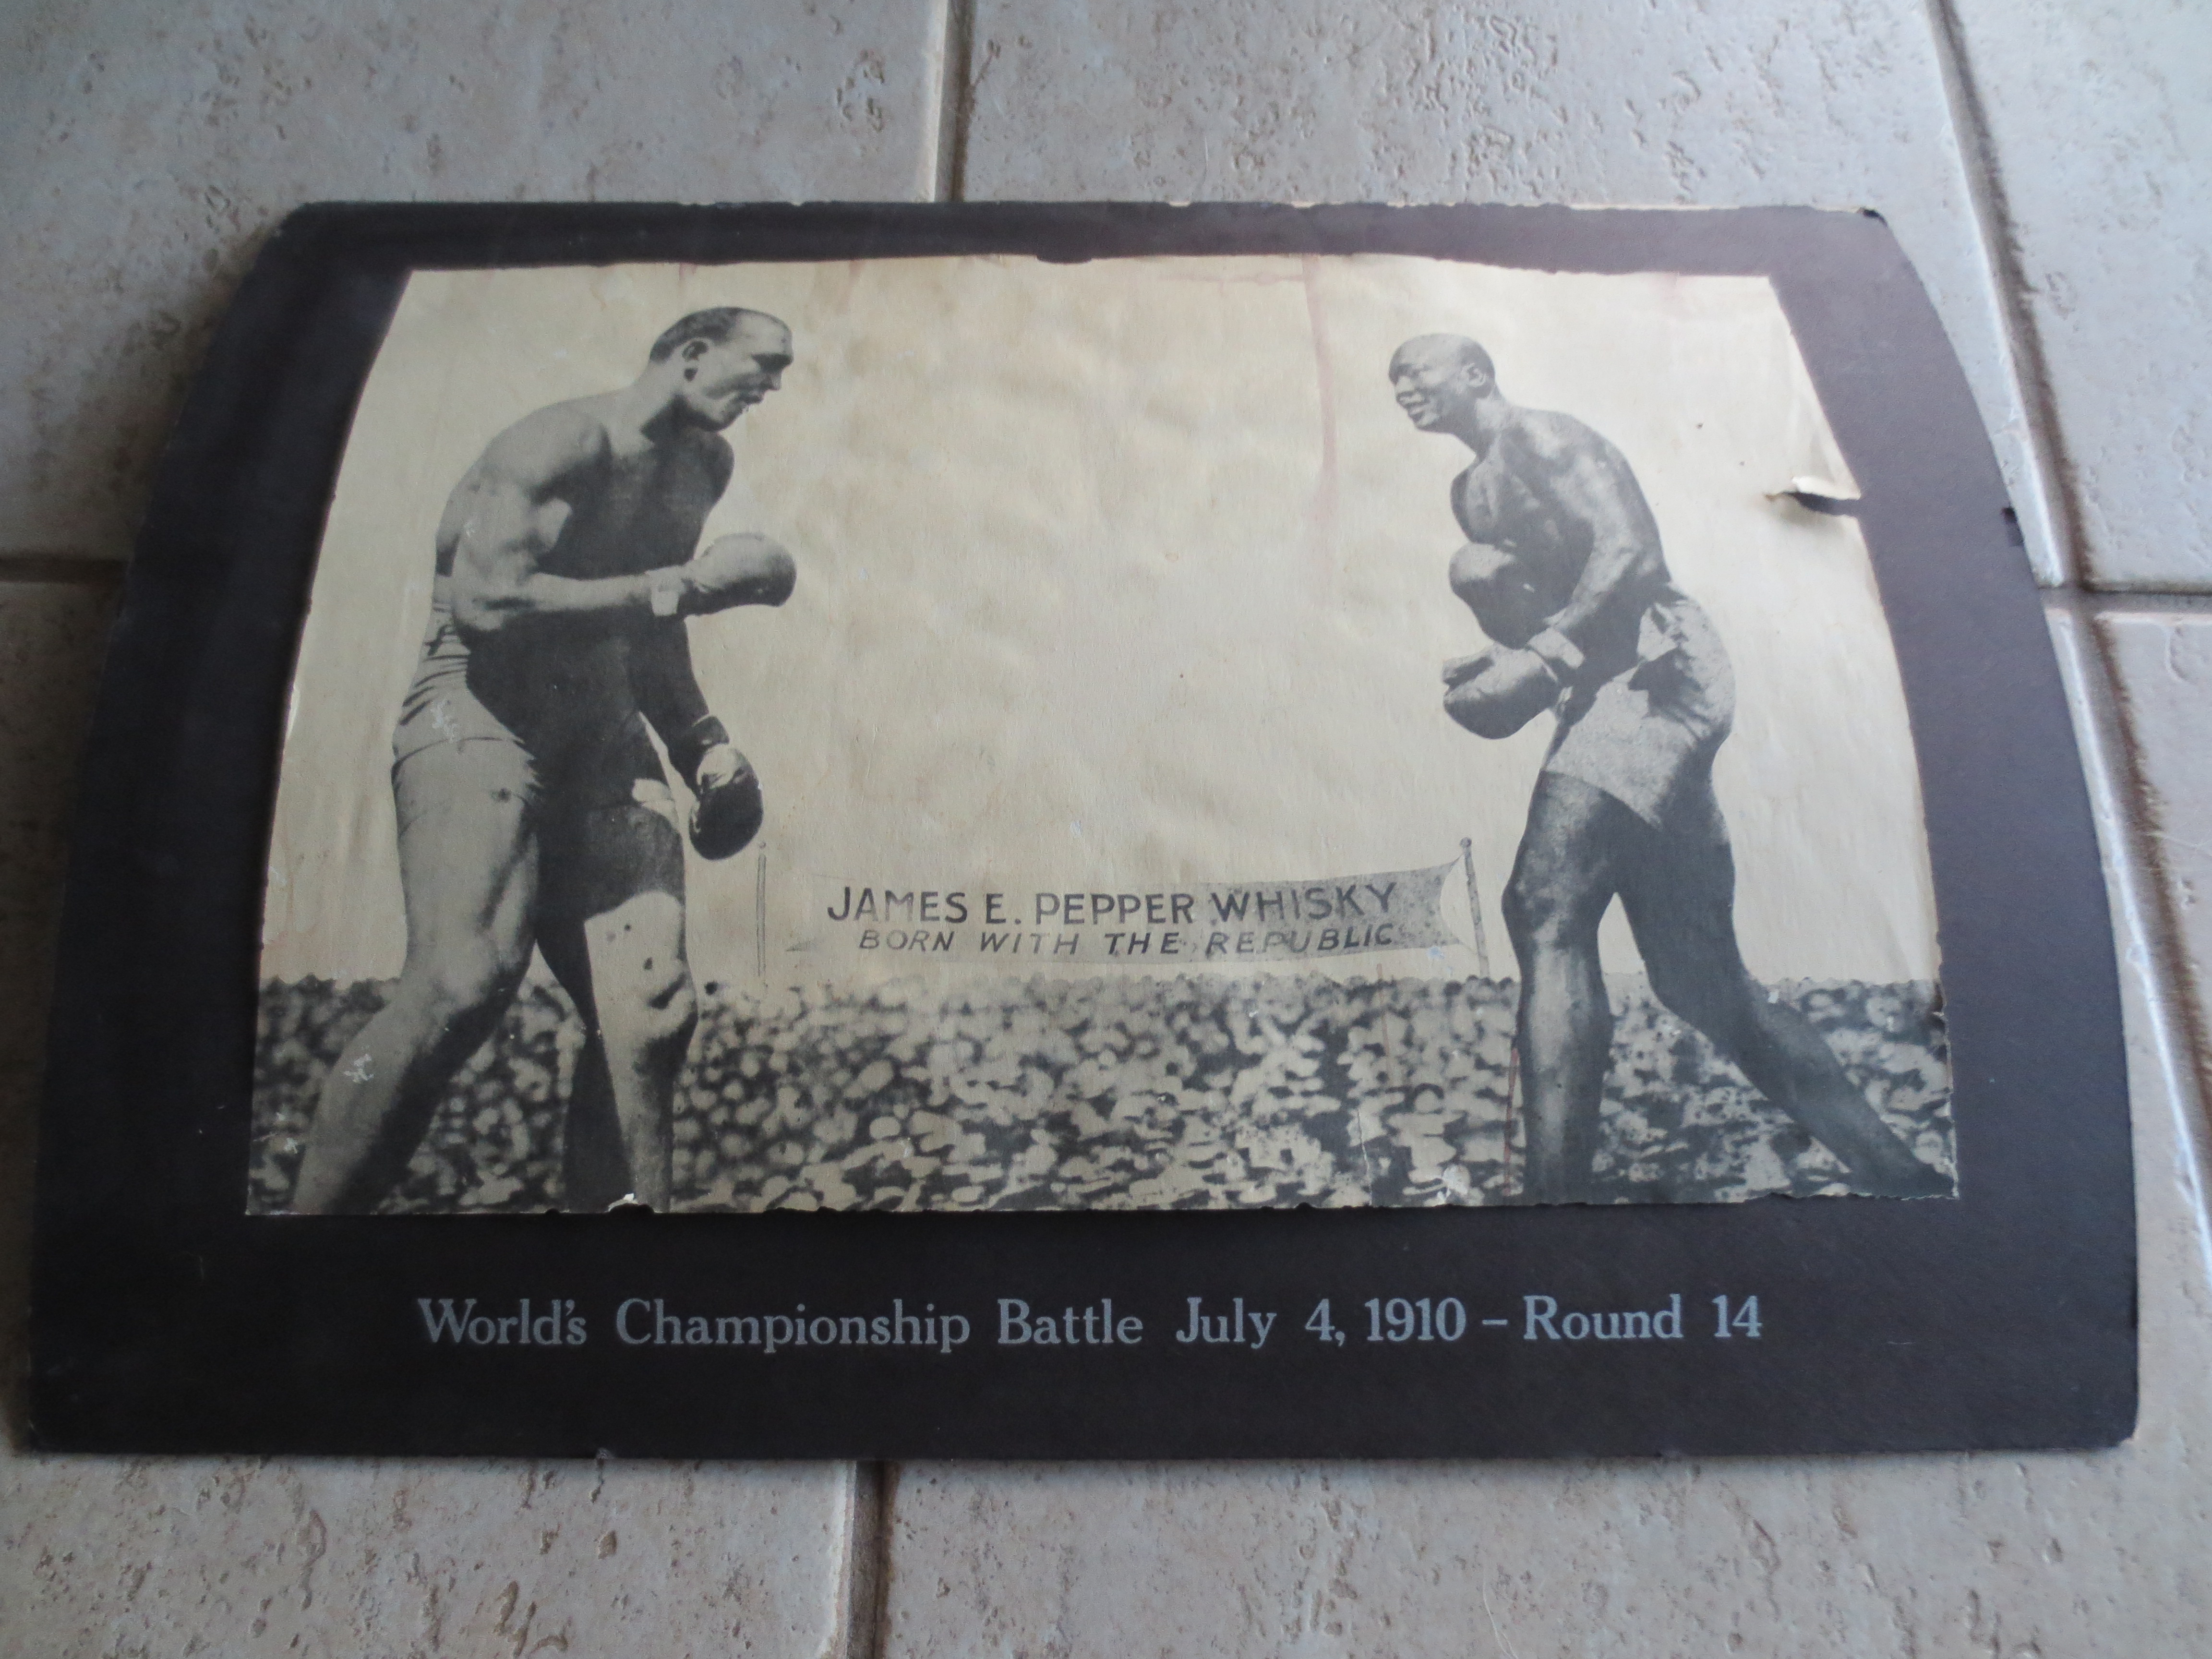 JAMES E. PEPPER WHISKY
BORN WITH THE REPUBLIC
World's Championship Battle July 4, 1910 – Round 14